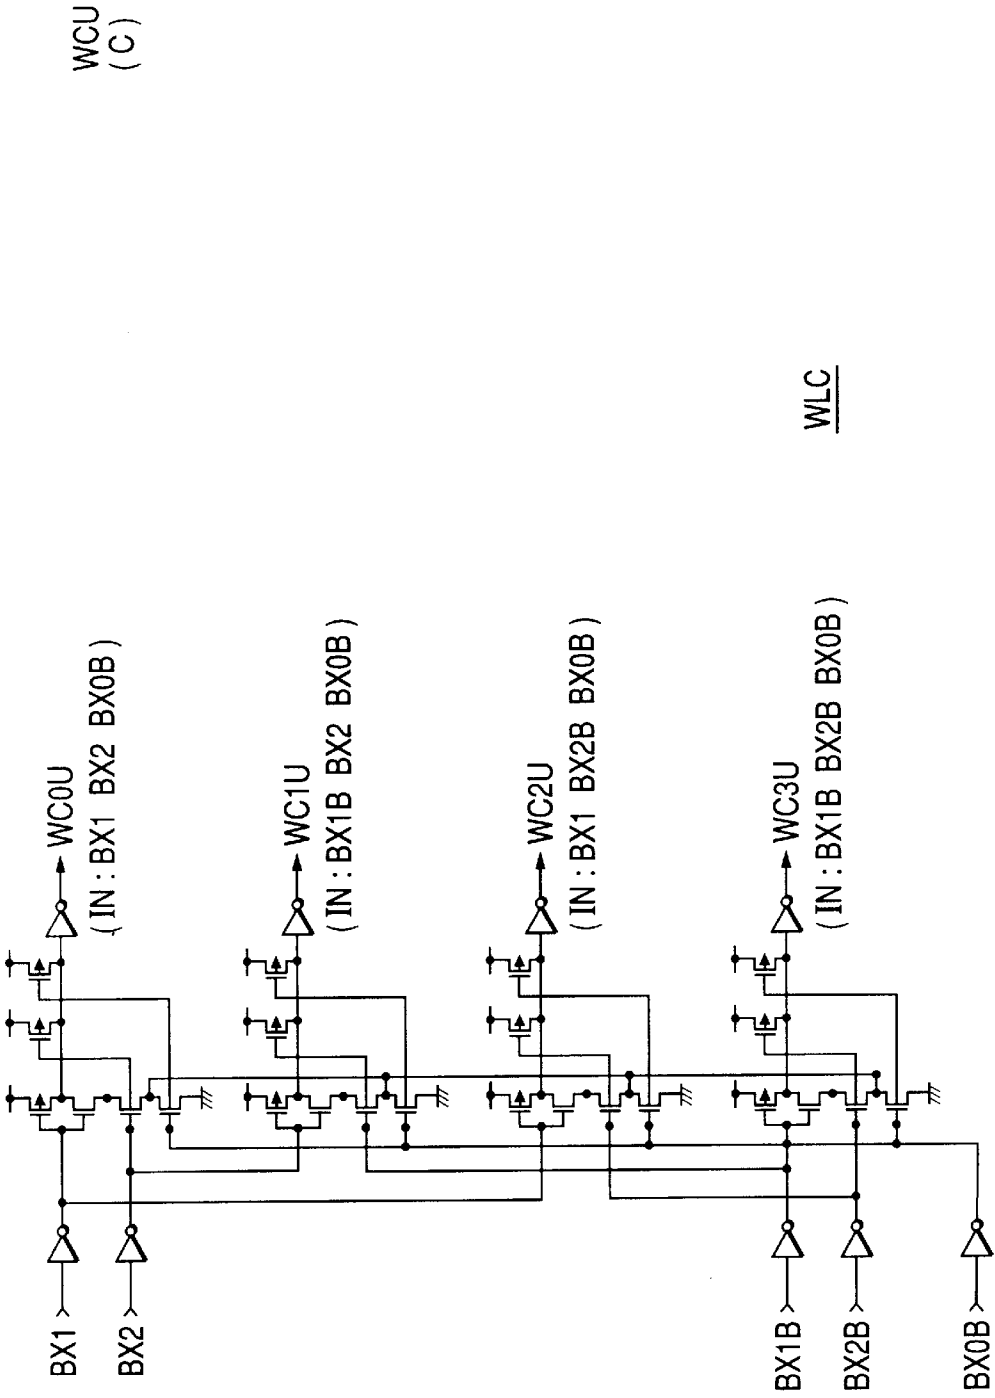 WCU
(C)
WLC
WC0U
(IN : BX1 BX2 BX0B)
WC1U
(IN : BX1B BX2 BX0B)
WC2U
(IN : BX1 BX2B BX0B)
WC3U
(IN : BX1B BX2B BX0B)
BX1
BX2
BX1B
BX2B
BX0B